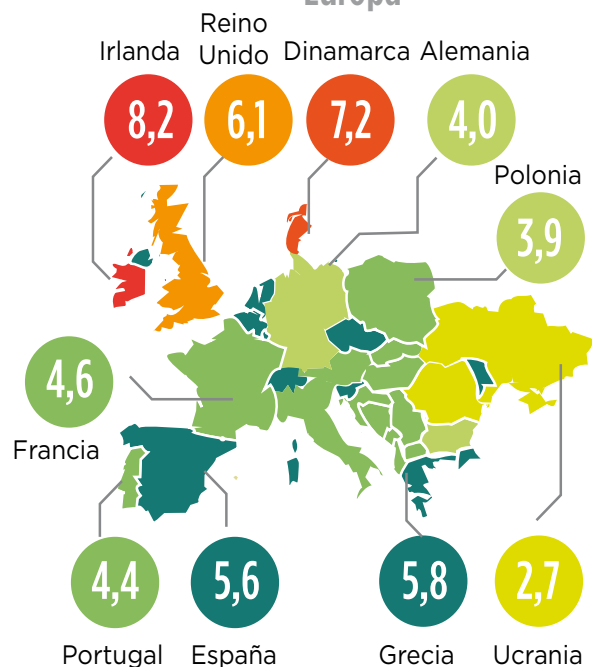 Europa
Reino
Unido
Irlanda
Dinamarca
Alemania
8,2
6,1
7,2
4,0
Polonia
3,9
4,6
Francia
4,4
5,6
5,8
2,7
Portugal
España
Grecia
Ucrania